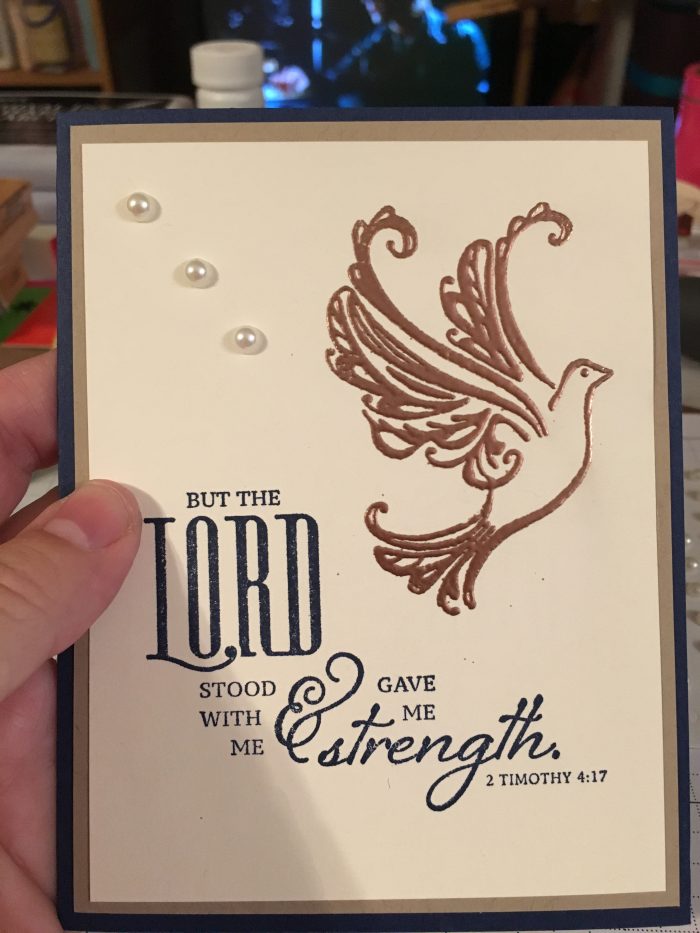 BUT THE
LORD
STOOD
WITH
ME
&
GAVE
ME
strength.
2 TIMOTHY 4:17